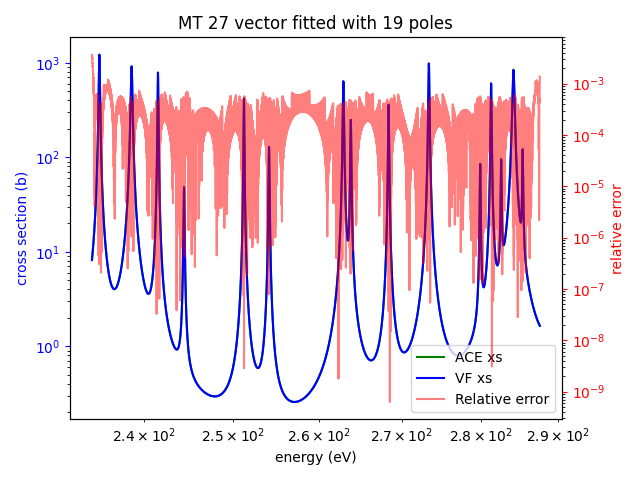 MT 27 vector fitted with 19 poles
10³
10²
10¹
10⁰
cross section (b)
10⁻³
10⁻⁴
10⁻⁵
10⁻⁶
10⁻⁷
10⁻⁸
10⁻⁹
relative error
ACE xs
VF xs
Relative error
2.4 × 10² 2.5 × 10² 2.6 × 10² 2.7 × 10² 2.8 × 10² 2.9 × 10²
energy (eV)